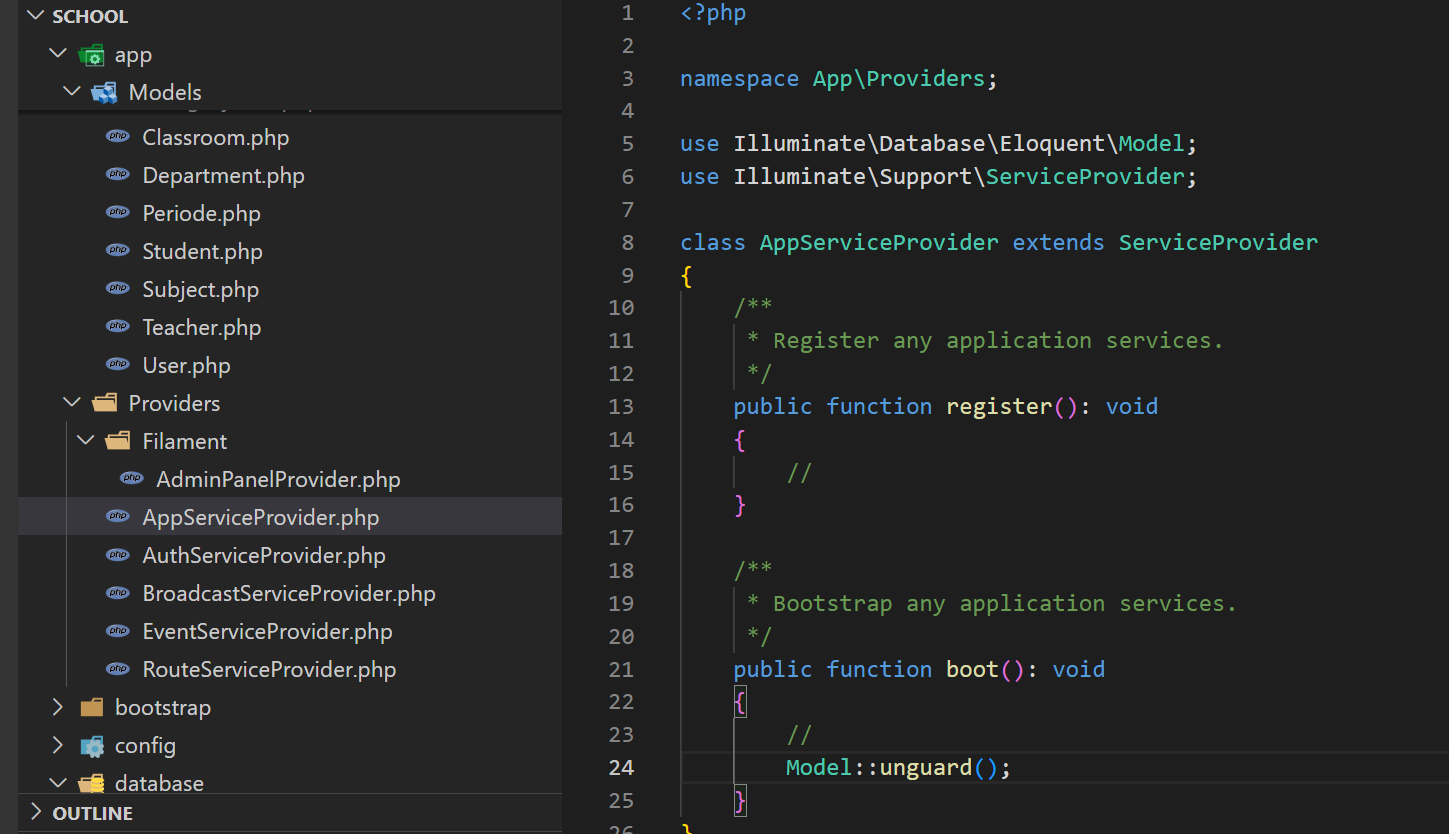 SCHOOL
app
Models
Classroom.php
Department.php
Periode.php
Student.php
Subject.php
Teacher.php
User.php
Providers
Filament
AdminPanelProvider.php
AppServiceProvider.php
AuthServiceProvider.php
BroadcastServiceProvider.php
EventServiceProvider.php
RouteServiceProvider.php
bootstrap
config
database
OUTLINE
1 <?php
2
3 namespace App\Providers;
4
5 use Illuminate\Database\Eloquent\Model;
6 use Illuminate\Support\ServiceProvider;
7
8 class AppServiceProvider extends ServiceProvider
9 {
10 /**
11 * Register any application services.
12 */
13 public function register(): void
14 {
15 //
16 }
17
18 /**
19 * Bootstrap any application services.
20 */
21 public function boot(): void
22 {
23 //
24 Model::unguard();
25 }
26 }